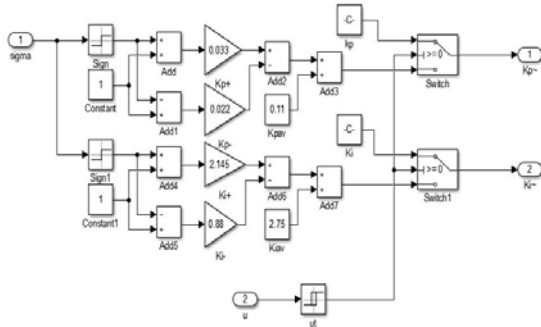 1
sigma
Sign
Constant
1
Add
Add1
0.033
Kp+
0.022
Kp-
Add2
0.11
Kpav
Add3
-C-
kp
>= 0
Switch
1
Kp~
Sign1
Constant1
1
Add4
Add5
2.145
Ki+
0.88
Ki-
Add6
2.75
Kiav
Add7
-C-
Ki
>= 0
Switch1
2
Ki~
2
u
ut